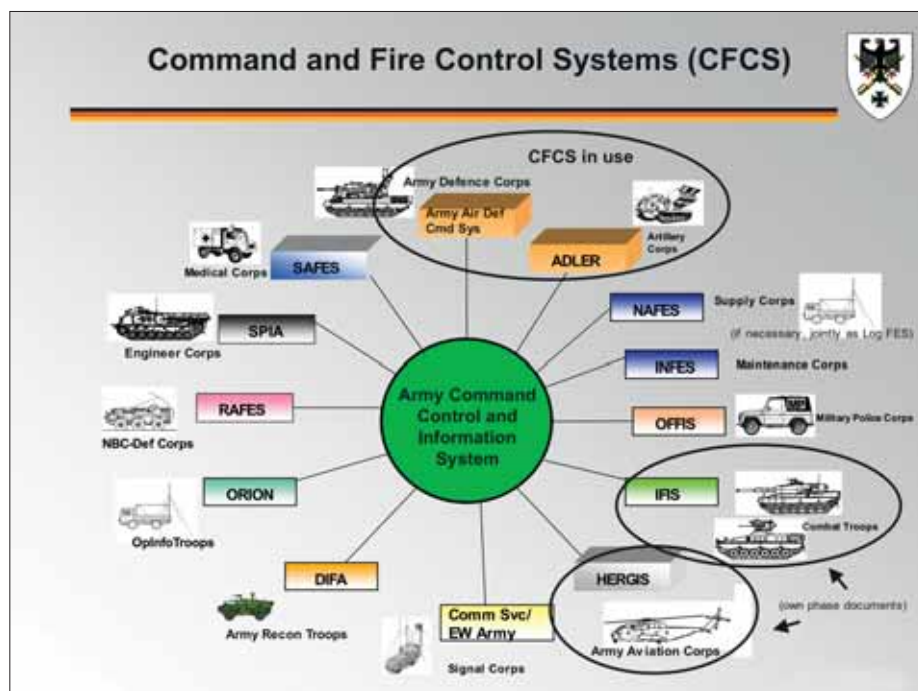 Command and Fire Control Systems (CFCS)
CFCS in use
Army Defence Corps
Army Air Def
Cmd Sys
Artillery
Corps
ADLER
Medical Corps
SAFES
NAFES
Supply Corps
(if necessary, jointly as Log FES)
Engineer Corps
SPIA
INFES
Maintenance Corps
Army Command
Control and
Information
System
RAFES
NBC-Def Corps
OFFIS
MP
Military Police Corps
ORION
OpInfoTroops
IFIS
Combat Troops
DIFA
Army Recon Troops
HERGIS
(own phase documents)
Comm Svc/
EW Army
Signal Corps
Army Aviation Corps